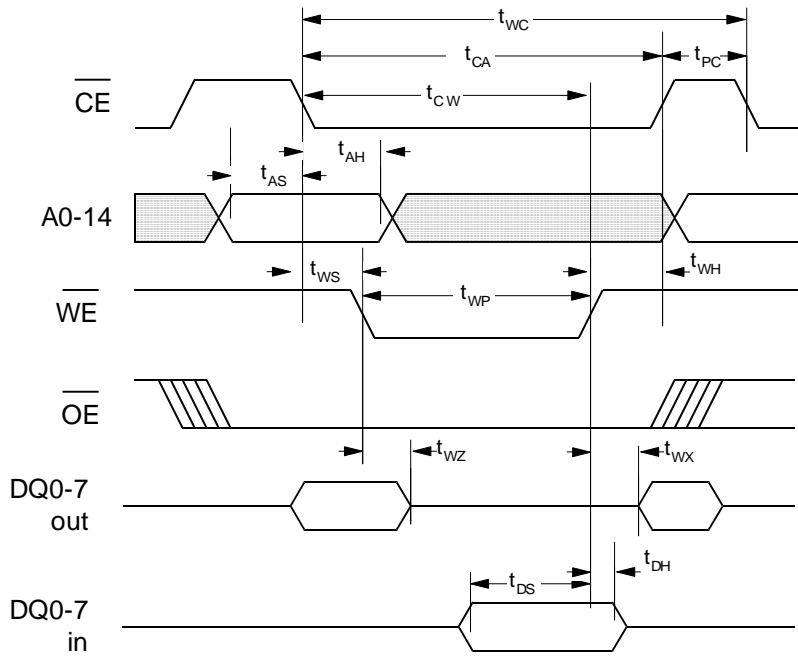 tWC
tCA
tPC
CE
tCW
tAH
tAS
A0-14
tWS
tWH
tWP
WE
OE
tWZ
tWX
DQ0-7
out
tDS
tDH
DQ0-7
in